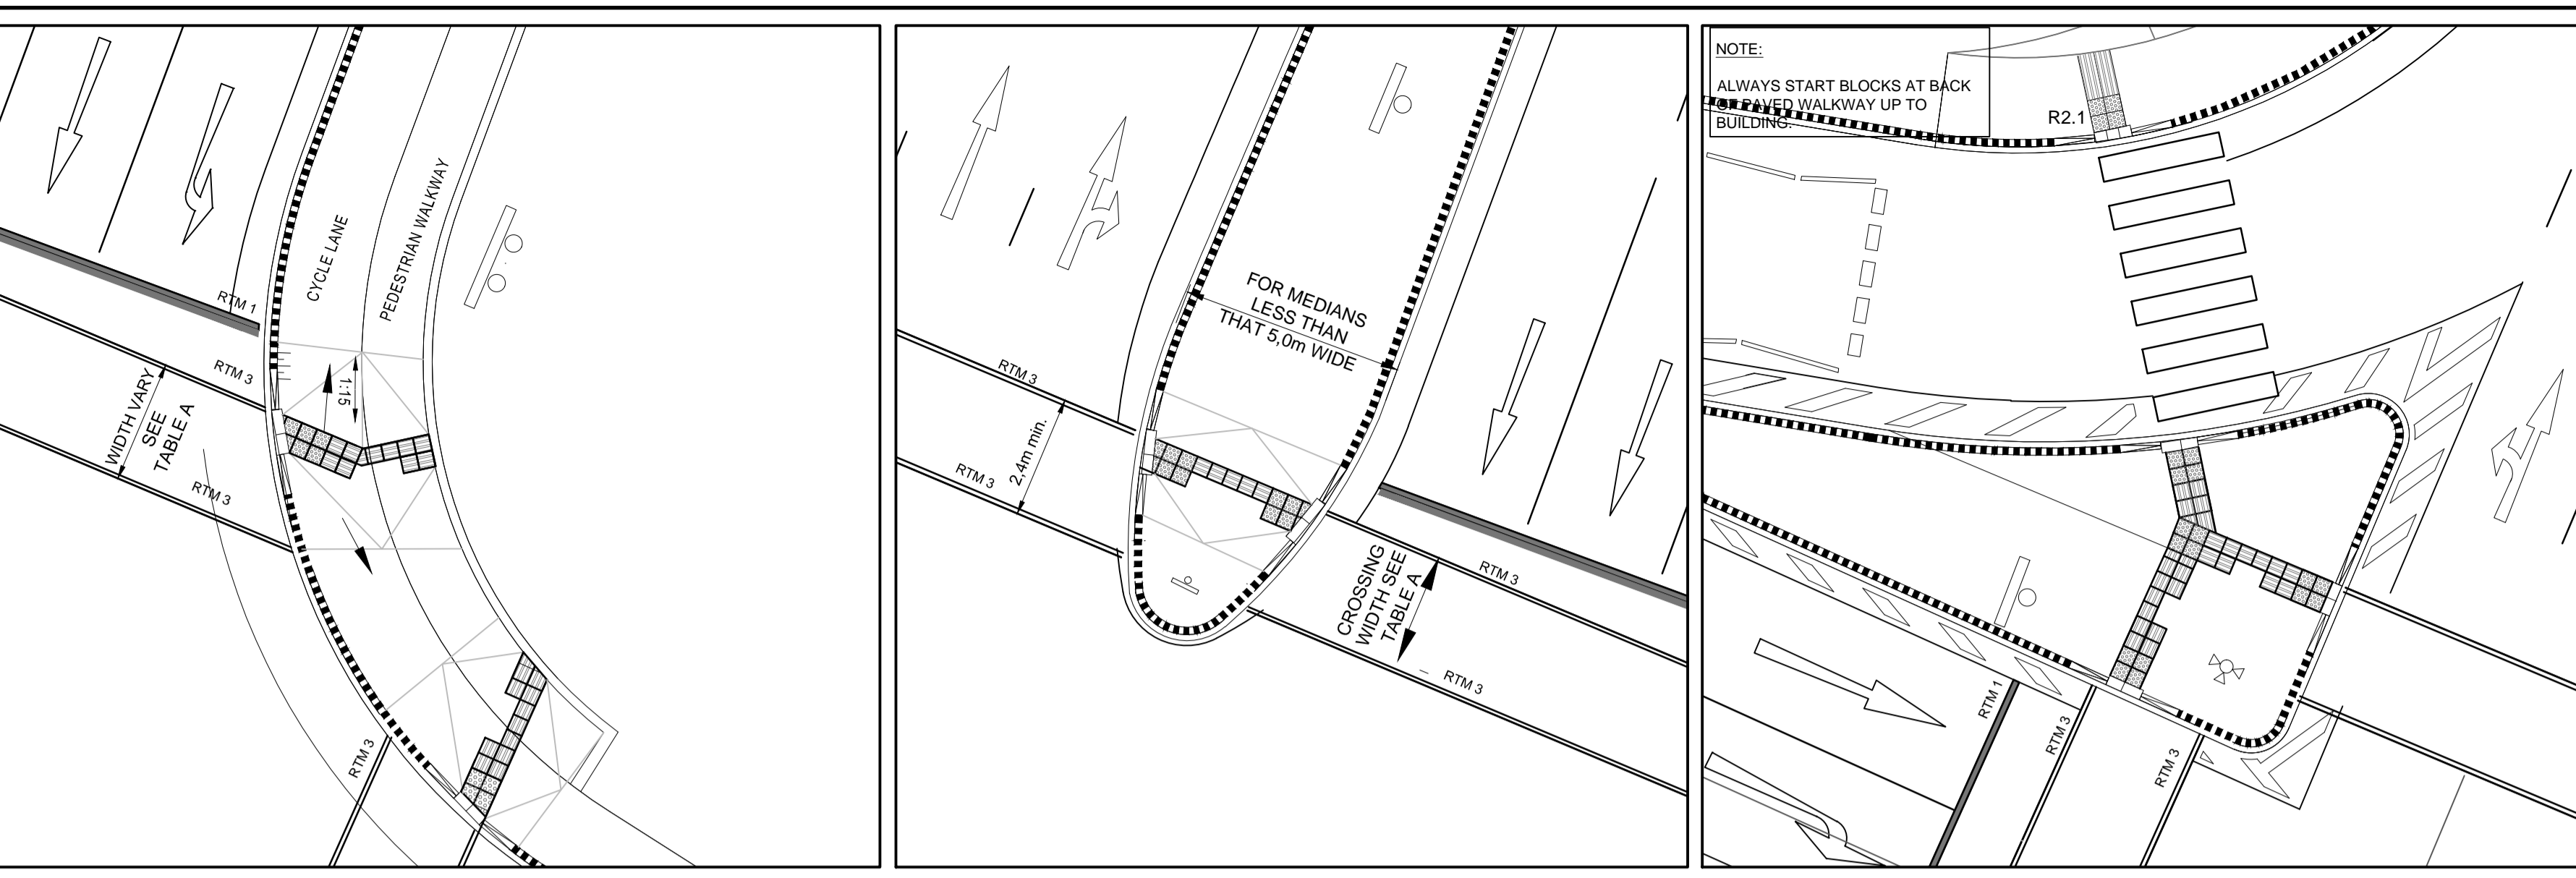 RTM 1
CYCLE LANE
PEDESTRIAN WALKWAY
RTM 3
WIDTH VARY
SEE
TABLE A
1:15
RTM 3
RTM 3
FOR MEDIANS
LESS THAN
THAT 5,0m WIDE
RTM 3
2,4m min.
RTM 3
CROSSING
WIDTH SEE
TABLE A
RTM 3
RTM 3
NOTE:
ALWAYS START BLOCKS AT BACK
OF PAVED WALKWAY UP TO
BUILDING.
R2.1
RTM 1
RTM 3
RTM 3